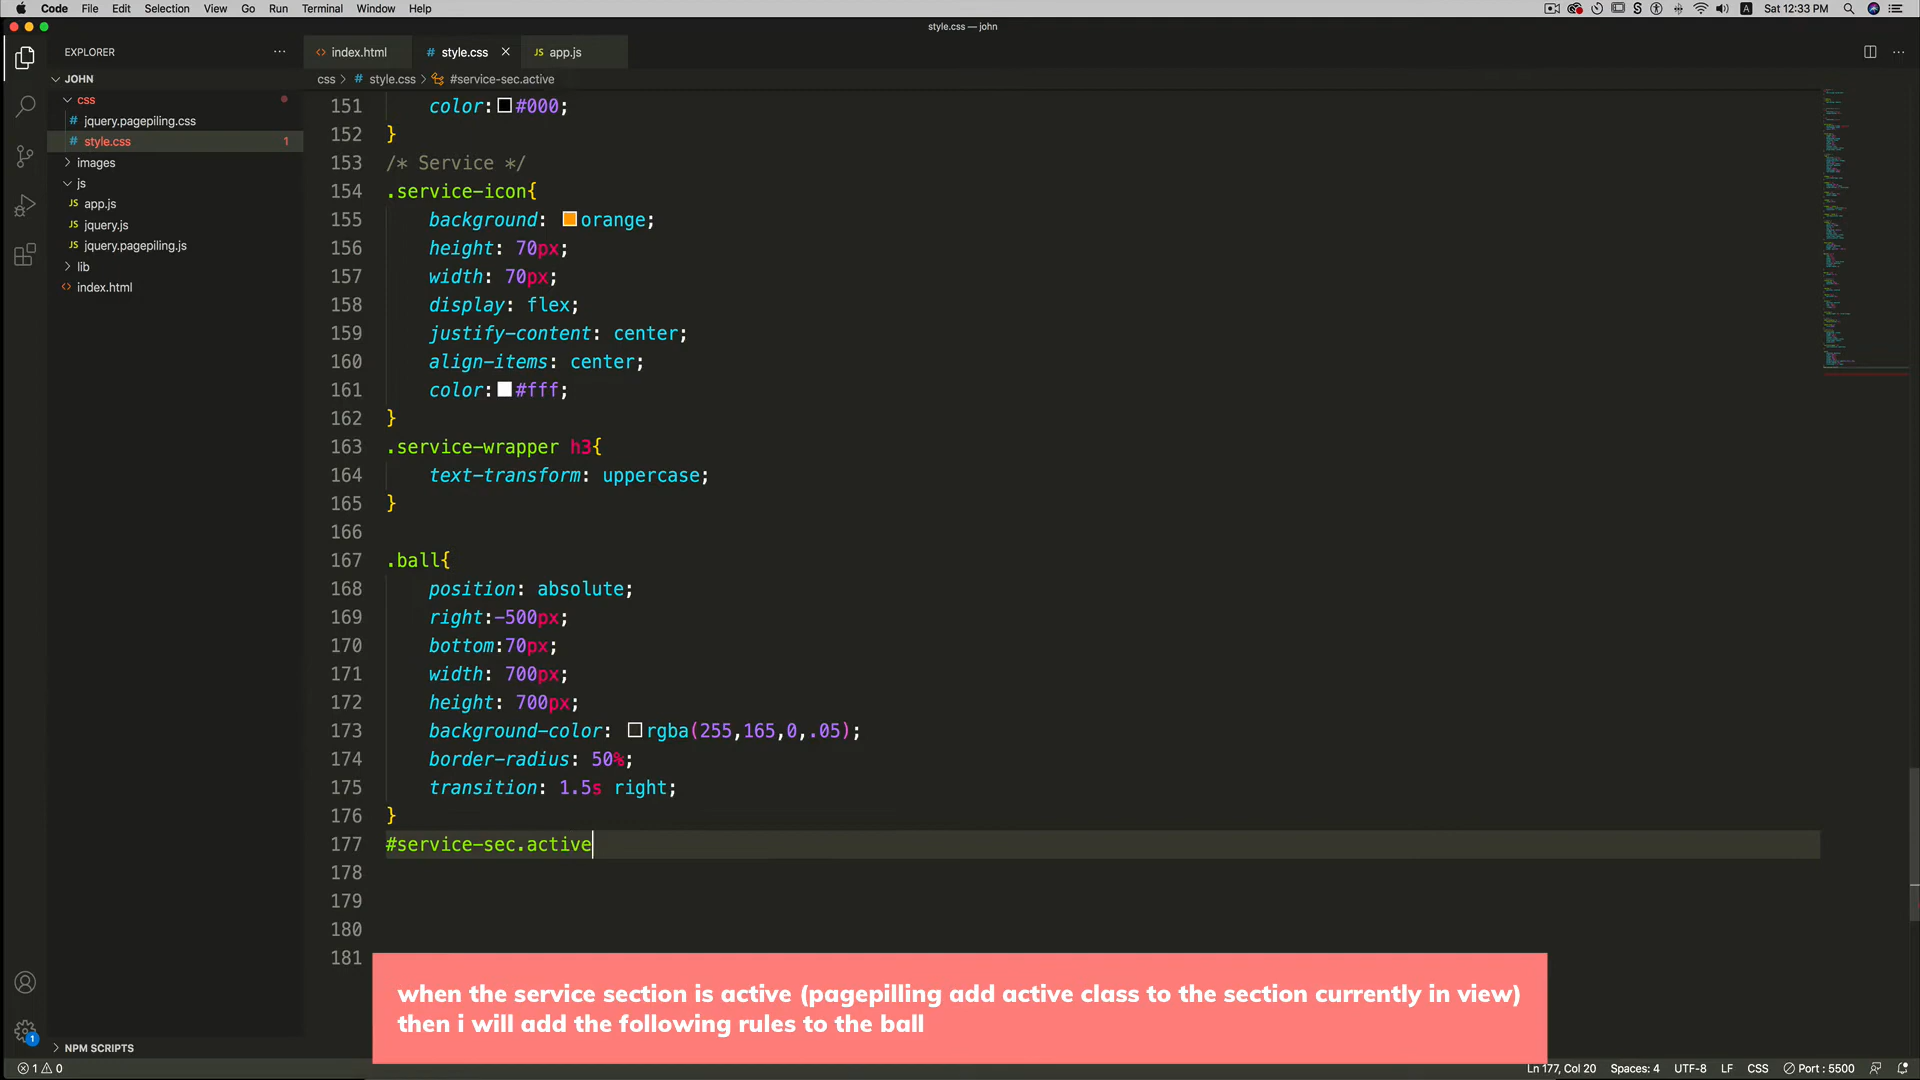 Code File Edit Selection View Go Run Terminal Window Help Sat 12:33 PM
style.css — john
EXPLORER ···
index.html # style.css × JS app.js ···
JOHN
css > # style.css > #service-sec.active
css
# jquery.pagepiling.css
# style.css 1
images
js
JS app.js
JS jquery.js
JS jquery.pagepiling.js
lib
index.html
151 color: #000;
152 }
153 /* Service */
154 .service-icon{
155 background: orange;
156 height: 70px;
157 width: 70px;
158 display: flex;
159 justify-content: center;
160 align-items: center;
161 color: #fff;
162 }
163 .service-wrapper h3{
164 text-transform: uppercase;
165 }
166
167 .ball{
168 position: absolute;
169 right:-500px;
170 bottom:70px;
171 width: 700px;
172 height: 700px;
173 background-color: rgba(255,165,0,.05);
174 border-radius: 50%;
175 transition: 1.5s right;
176 }
177 #service-sec.active
178
179
180
181
when the service section is active (pagepilling add active class to the section currently in view)
then i will add the following rules to the ball
1
NPM SCRIPTS
1 0 Ln 177, Col 20 Spaces: 4 UTF-8 LF CSS Port : 5500